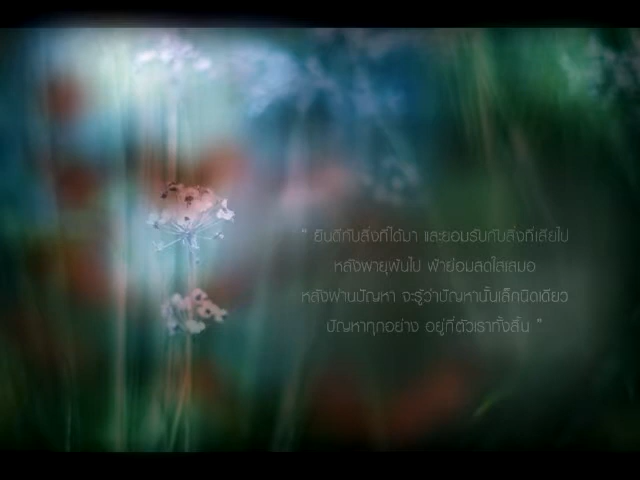 “ ยินดีกับสิ่งที่ได้มา และยอมรับกับสิ่งที่เสียไป
หลังพายุพ้นไป ฟ้าย่อมสดใสเสมอ
หลังผ่านปัญหา จะรู้ว่าปัญหานั้นเล็กนิดเดียว
ปัญหาทุกอย่าง อยู่ที่ตัวเราทั้งสิ้น ”